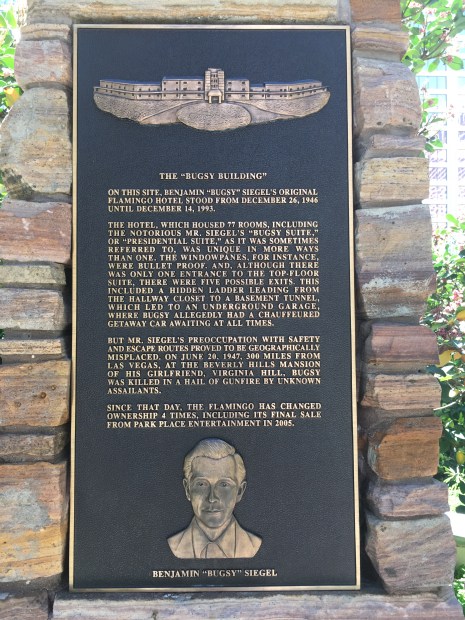 THE "BUGSY BUILDING"
ON THIS SITE, BENJAMIN "BUGSY" SIEGEL'S ORIGINAL
FLAMINGO HOTEL STOOD FROM DECEMBER 26, 1946
UNTIL DECEMBER 14, 1993.
THE HOTEL, WHICH HOUSED 77 ROOMS, INCLUDING
THE NOTORIOUS MR. SIEGEL'S "BUGSY SUITE,"
OR "PRESIDENTIAL SUITE," AS IT WAS SOMETIMES
REFERRED TO, WAS UNIQUE IN MORE WAYS
THAN ONE. THE WINDOWPANES, FOR INSTANCE,
WERE BULLET PROOF. AND, ALTHOUGH THERE
WAS ONLY ONE ENTRANCE TO THE TOP-FLOOR
SUITE, THERE WERE FIVE POSSIBLE EXITS. THIS
INCLUDED A HIDDEN LADDER LEADING FROM
THE HALLWAY CLOSET TO A BASEMENT TUNNEL,
WHICH LED TO AN UNDERGROUND GARAGE,
WHERE BUGSY ALLEGEDLY HAD A CHAUFFEURED
GETAWAY CAR AWAITING AT ALL TIMES.
BUT MR. SIEGEL'S PREOCCUPATION WITH SAFETY
AND ESCAPE ROUTES PROVED TO BE GEOGRAPHICALLY
MISPLACED. ON JUNE 20, 1947, 300 MILES FROM
LAS VEGAS, AT THE BEVERLY HILLS MANSION
OF HIS GIRLFRIEND, VIRGINIA HILL, BUGSY
WAS KILLED IN A HAIL OF GUNFIRE BY UNKNOWN
ASSAILANTS.
SINCE THAT DAY, THE FLAMINGO HAS CHANGED
OWNERSHIP 4 TIMES, INCLUDING ITS FINAL SALE
FROM PARK PLACE ENTERTAINMENT IN 2005.
BENJAMIN "BUGSY" SIEGEL